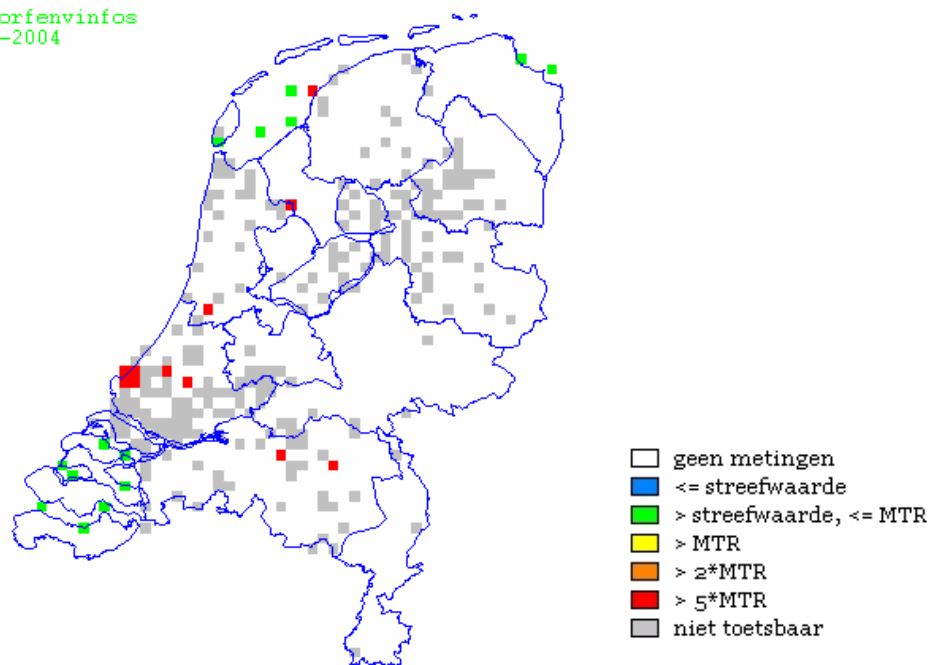 orfenvinfos
-2004
geen metingen
<= streefwaarde
> streefwaarde, <= MTR
> MTR
> 2*MTR
> 5*MTR
niet toetsbaar